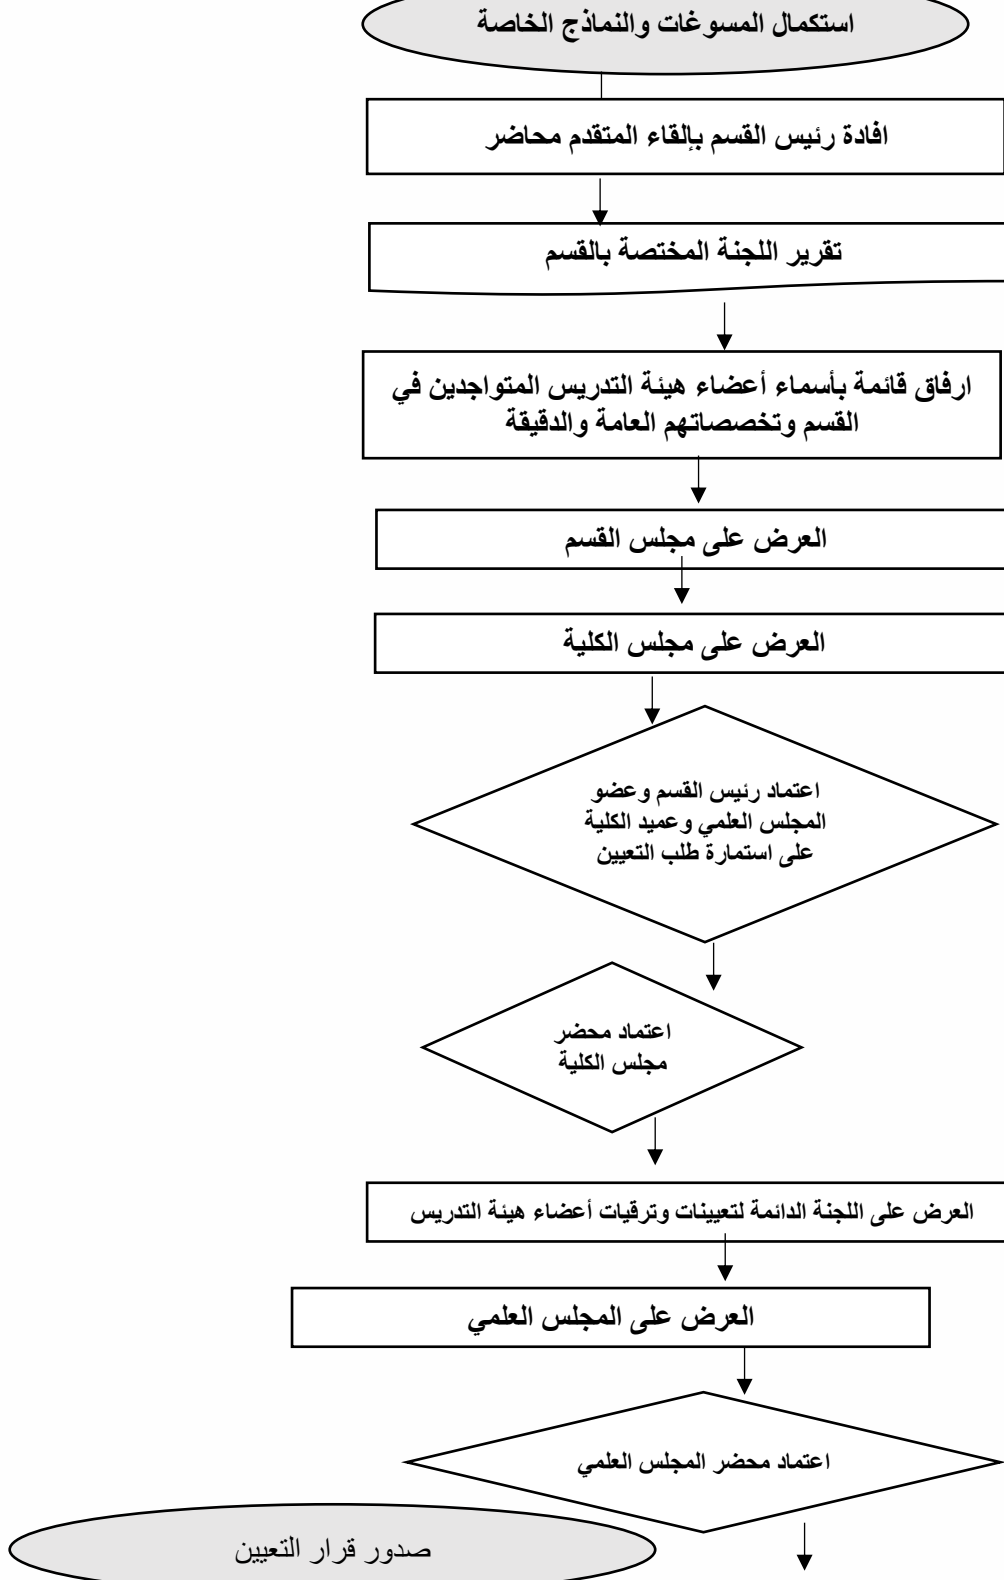 استكمال المسوغات والنماذج الخاصة
افادة رئيس القسم بإلقاء المتقدم محاضر
تقرير اللجنة المختصة بالقسم
ارفاق قائمة بأسماء أعضاء هيئة التدريس المتواجدين في
القسم وتخصصاتهم العامة والدقيقة
العرض على مجلس القسم
العرض على مجلس الكلية
اعتماد رئيس القسم وعضو
المجلس العلمي وعميد الكلية
على استمارة طلب التعيين
اعتماد محضر
مجلس الكلية
العرض على اللجنة الدائمة لتعيينات وترقيات أعضاء هيئة التدريس
العرض على المجلس العلمي
اعتماد محضر المجلس العلمي
صدور قرار التعيين